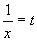 1/x = t